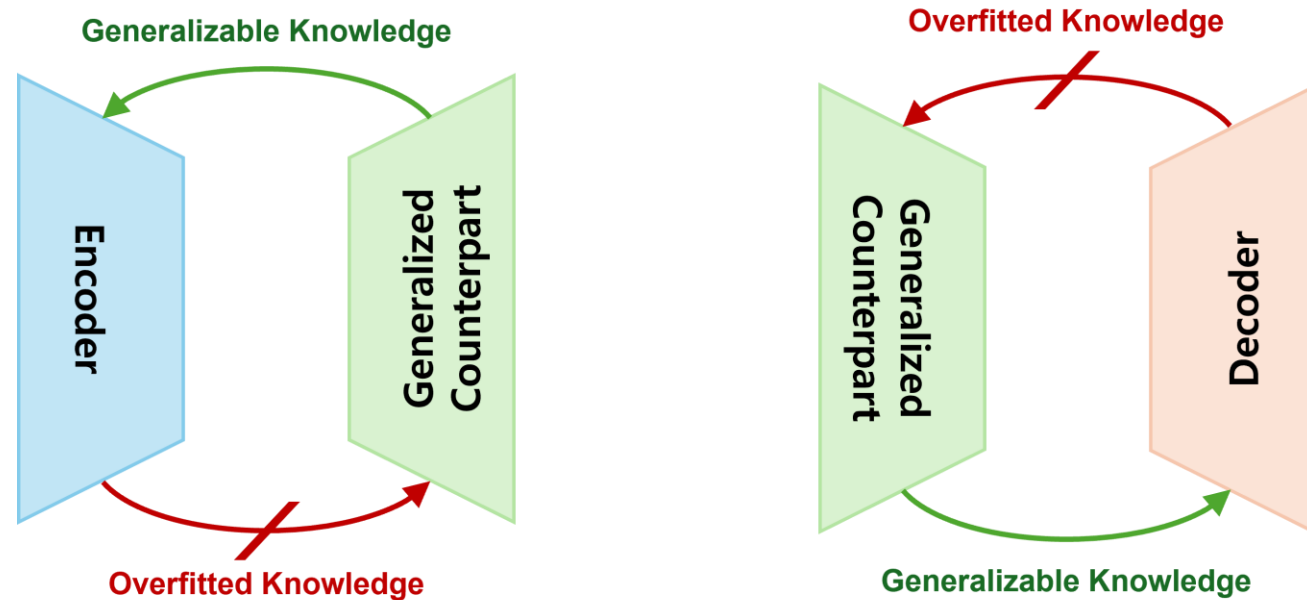 Generalizable Knowledge
Encoder
Generalized
Counterpart
Overfitted Knowledge
Overfitted Knowledge
Generalized
Counterpart
Decoder
Generalizable Knowledge